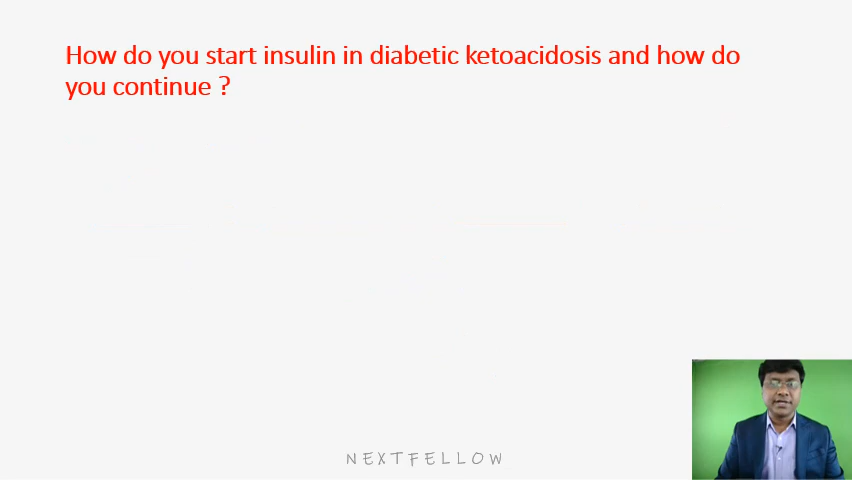 How do you start insulin in diabetic ketoacidosis and how do
you continue ?
NEXTFELLOW